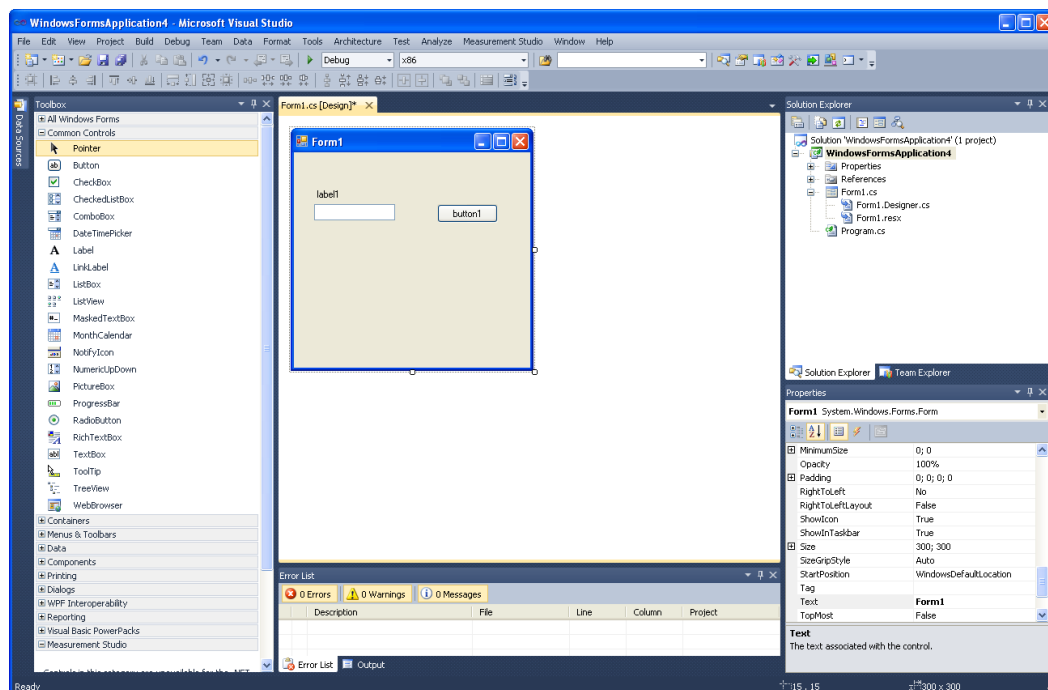 WindowsFormsApplication4 - Microsoft Visual Studio
File Edit View Project Build Debug Team Data Format Tools Architecture Test Analyze Measurement Studio Window Help
Debug x86
Data Sources
Toolbox
All Windows Forms
Common Controls
Pointer
Button
CheckBox
CheckedListBox
ComboBox
DateTimePicker
Label
LinkLabel
ListBox
ListView
MaskedTextBox
MonthCalendar
NotifyIcon
NumericUpDown
PictureBox
ProgressBar
RadioButton
RichTextBox
TextBox
ToolTip
TreeView
WebBrowser
Containers
Menus & Toolbars
Data
Components
Printing
Dialogs
WPF Interoperability
Reporting
Visual Basic PowerPacks
Measurement Studio
Form1.cs [Design]*
Form1
label1
button1
Error List
0 Errors 0 Warnings 0 Messages
Description File Line Column Project
Error List Output
Solution Explorer
Solution 'WindowsFormsApplication4' (1 project)
WindowsFormsApplication4
Properties
References
Form1.cs
Form1.Designer.cs
Form1.resx
Program.cs
Solution Explorer Team Explorer
Properties
Form1 System.Windows.Forms.Form
MinimumSize 0; 0
Opacity 100%
Padding 0; 0; 0; 0
RightToLeft No
RightToLeftLayout False
ShowIcon True
ShowInTaskbar True
Size 300; 300
SizeGripStyle Auto
StartPosition WindowsDefaultLocation
Tag
Text Form1
TopMost False
Text
The text associated with the control.
Ready 15 , 15 300 x 300